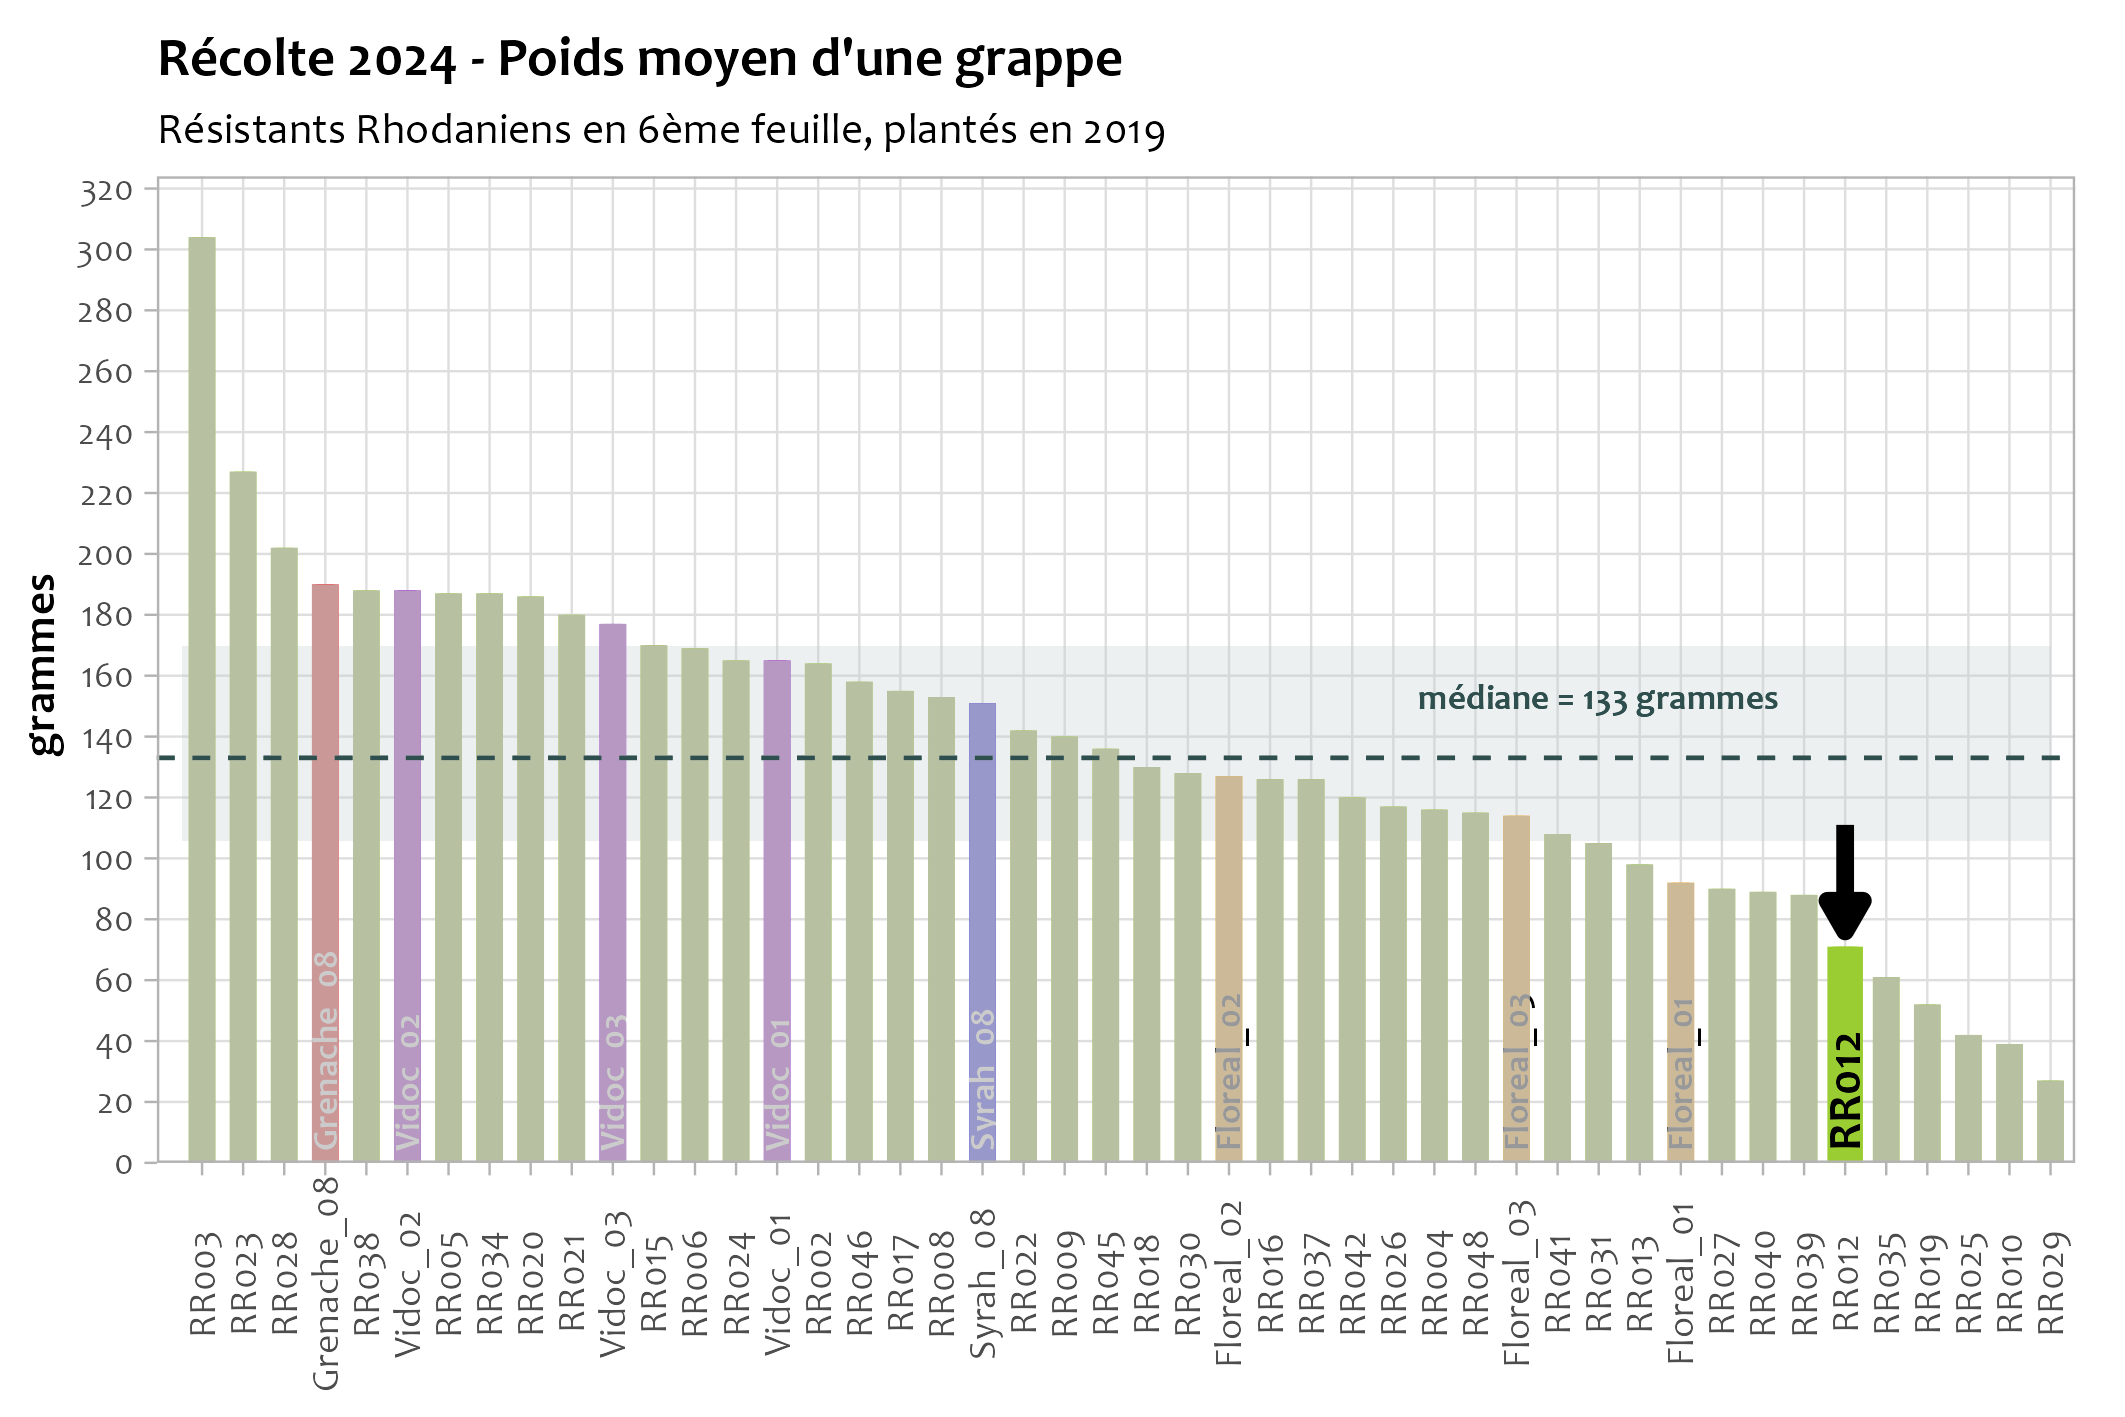 Récolte 2024 - Poids moyen d'une grappe
Résistants Rhodaniens en 6ème feuille, plantés en 2019
grammes
320
300
280
260
240
220
200
180
160
140
120
100
80
60
40
20
0
médiane = 133 grammes
Grenache_08
Vidoc_02
Vidoc_03
Vidoc_01
Syrah_08
Floreal_02
Floreal_03
Floreal_01
RR012
RR003
RR023
RR028
Grenache_08
RR038
Vidoc_02
RR005
RR034
RR020
RR021
Vidoc_03
RR015
RR006
RR024
Vidoc_01
RR002
RR046
RR017
RR008
Syrah_08
RR022
RR009
RR045
RR018
RR030
Floreal_02
RR016
RR037
RR042
RR026
RR004
RR048
Floreal_03
RR041
RR031
RR013
Floreal_01
RR027
RR040
RR039
RR012
RR035
RR019
RR025
RR010
RR029